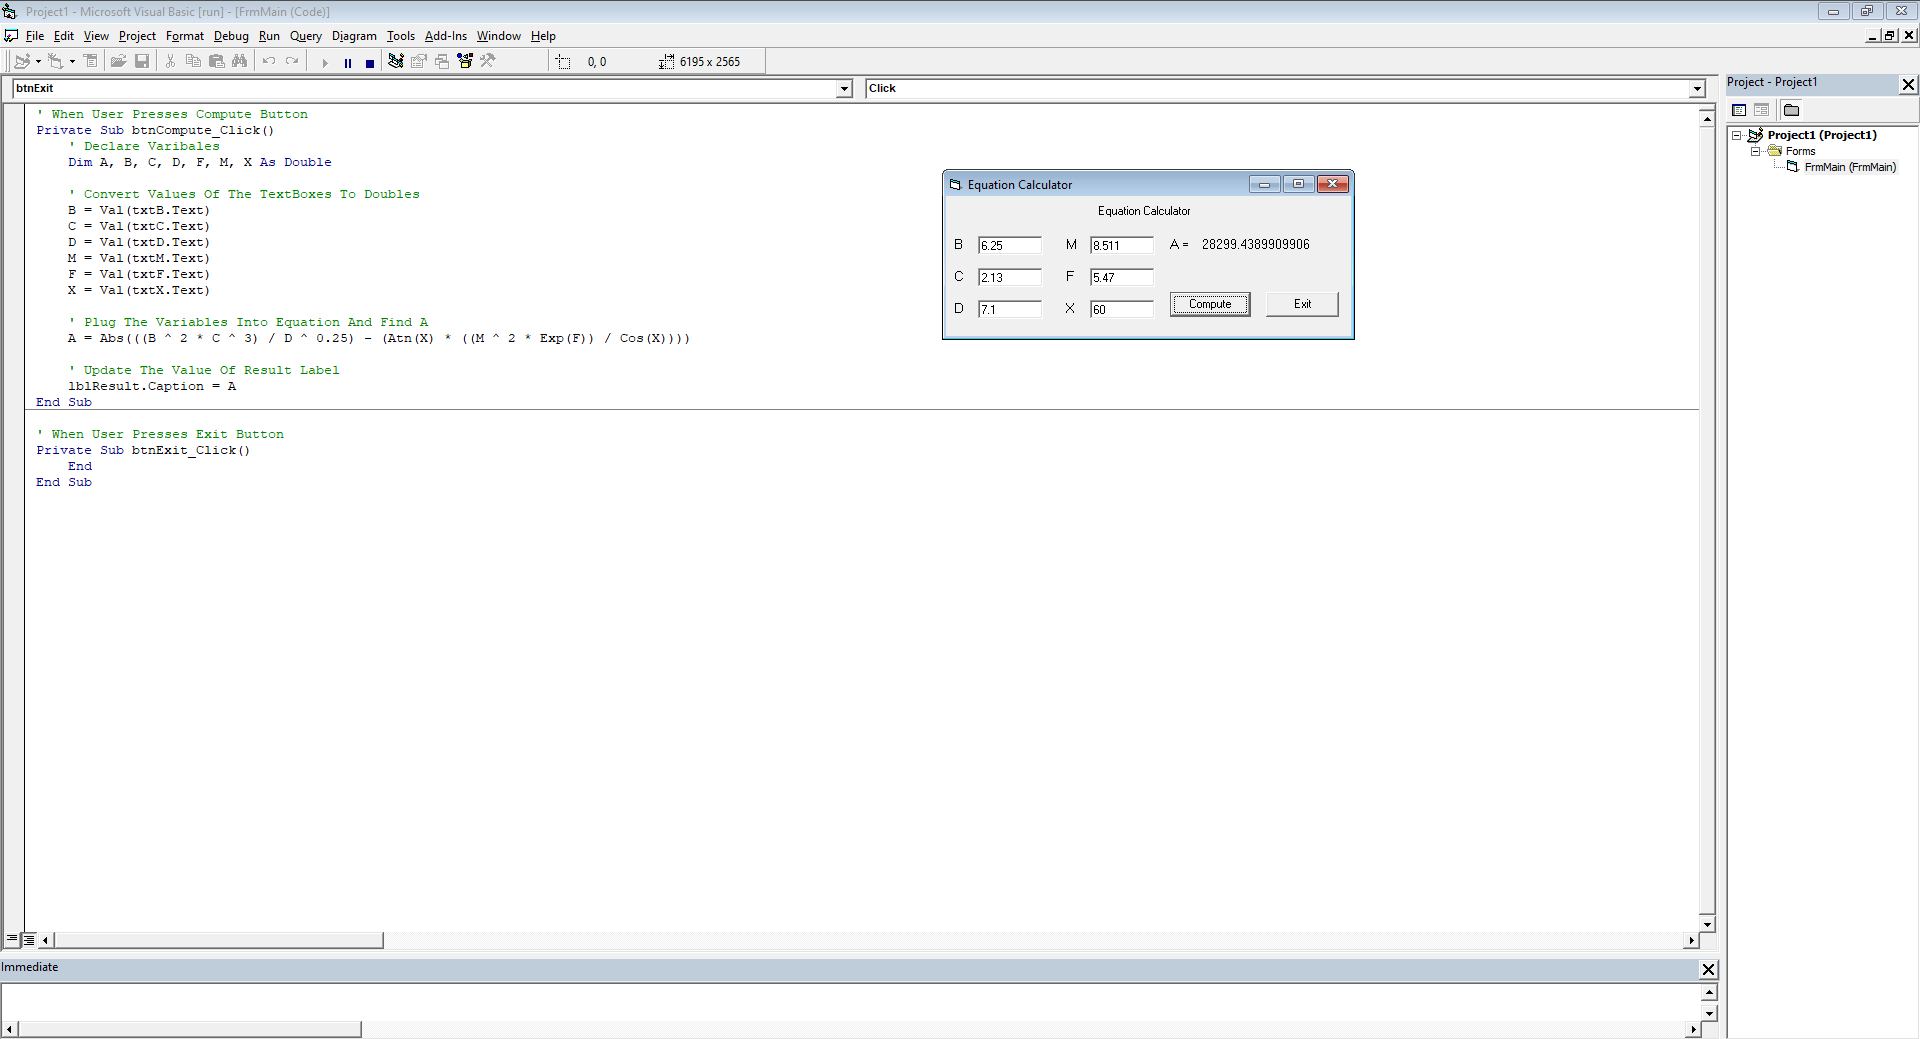 Project1 - Microsoft Visual Basic [run] - [FrmMain (Code)]
File Edit View Project Format Debug Run Query Diagram Tools Add-Ins Window Help
0, 0 6195 x 2565
btnExit Click
' When User Presses Compute Button
Private Sub btnCompute_Click()
' Declare Varibales
Dim A, B, C, D, F, M, X As Double
' Convert Values Of The TextBoxes To Doubles
B = Val(txtB.Text)
C = Val(txtC.Text)
D = Val(txtD.Text)
M = Val(txtM.Text)
F = Val(txtF.Text)
X = Val(txtX.Text)
' Plug The Variables Into Equation And Find A
A = Abs(((B ^ 2 * C ^ 3) / D ^ 0.25) - (Atn(X) * ((M ^ 2 * Exp(F)) / Cos(X))))
' Update The Value Of Result Label
lblResult.Caption = A
End Sub
' When User Presses Exit Button
Private Sub btnExit_Click()
End
End Sub
Equation Calculator
Equation Calculator
B 6.25 M 8.511 A = 28299.4389909906
C 2.13 F 5.47
D 7.1 X 60 Compute Exit
Project - Project1
Project1 (Project1)
Forms
FrmMain (FrmMain)
Immediate